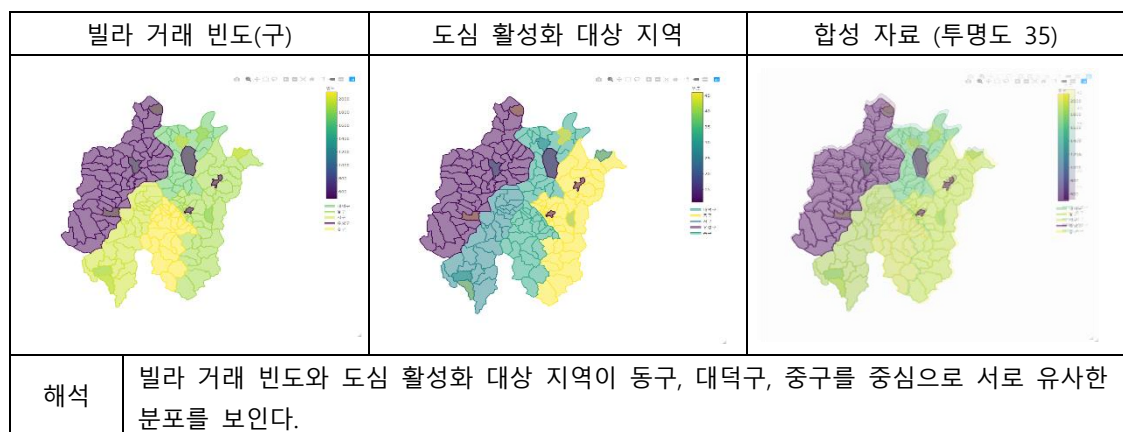 빌라 거래 빈도(구)
도심 활성화 대상 지역
합성 자료 (투명도 35)
해석
빌라 거래 빈도와 도심 활성화 대상 지역이 동구, 대덕구, 중구를 중심으로 서로 유사한
분포를 보인다.